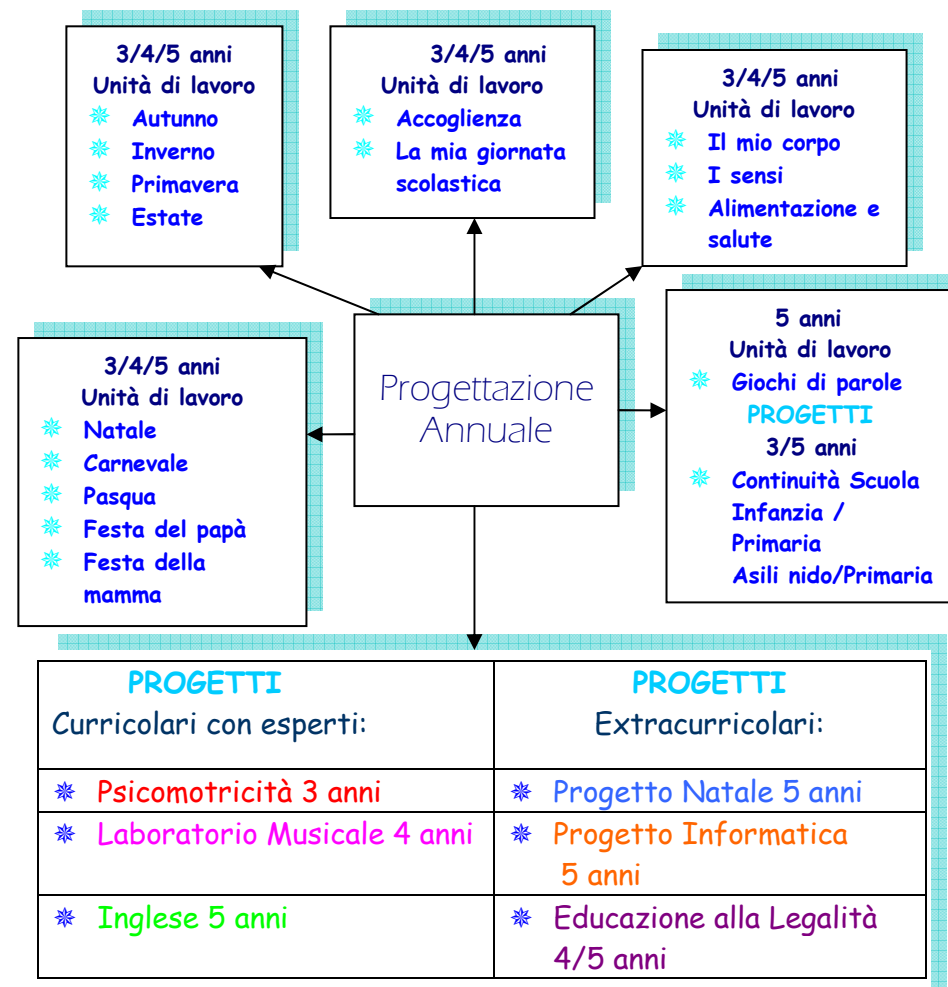 3/4/5 anni
Unità di lavoro
Autunno
Inverno
Primavera
Estate
3/4/5 anni
Unità di lavoro
Accoglienza
La mia giornata
scolastica
3/4/5 anni
Unità di lavoro
Il mio corpo
I sensi
Alimentazione e
salute
3/4/5 anni
Unità di lavoro
Natale
Carnevale
Pasqua
Festa del papà
Festa della
mamma
Progettazione
Annuale
5 anni
Unità di lavoro
Giochi di parole
PROGETTI
3/5 anni
Continuità Scuola
Infanzia /
Primaria
Asili nido/Primaria
PROGETTI
Curricolari con esperti:
PROGETTI
Extracurricolari:
Psicomotricità 3 anni
Progetto Natale 5 anni
Laboratorio Musicale 4 anni
Progetto Informatica
5 anni
Inglese 5 anni
Educazione alla Legalità
4/5 anni